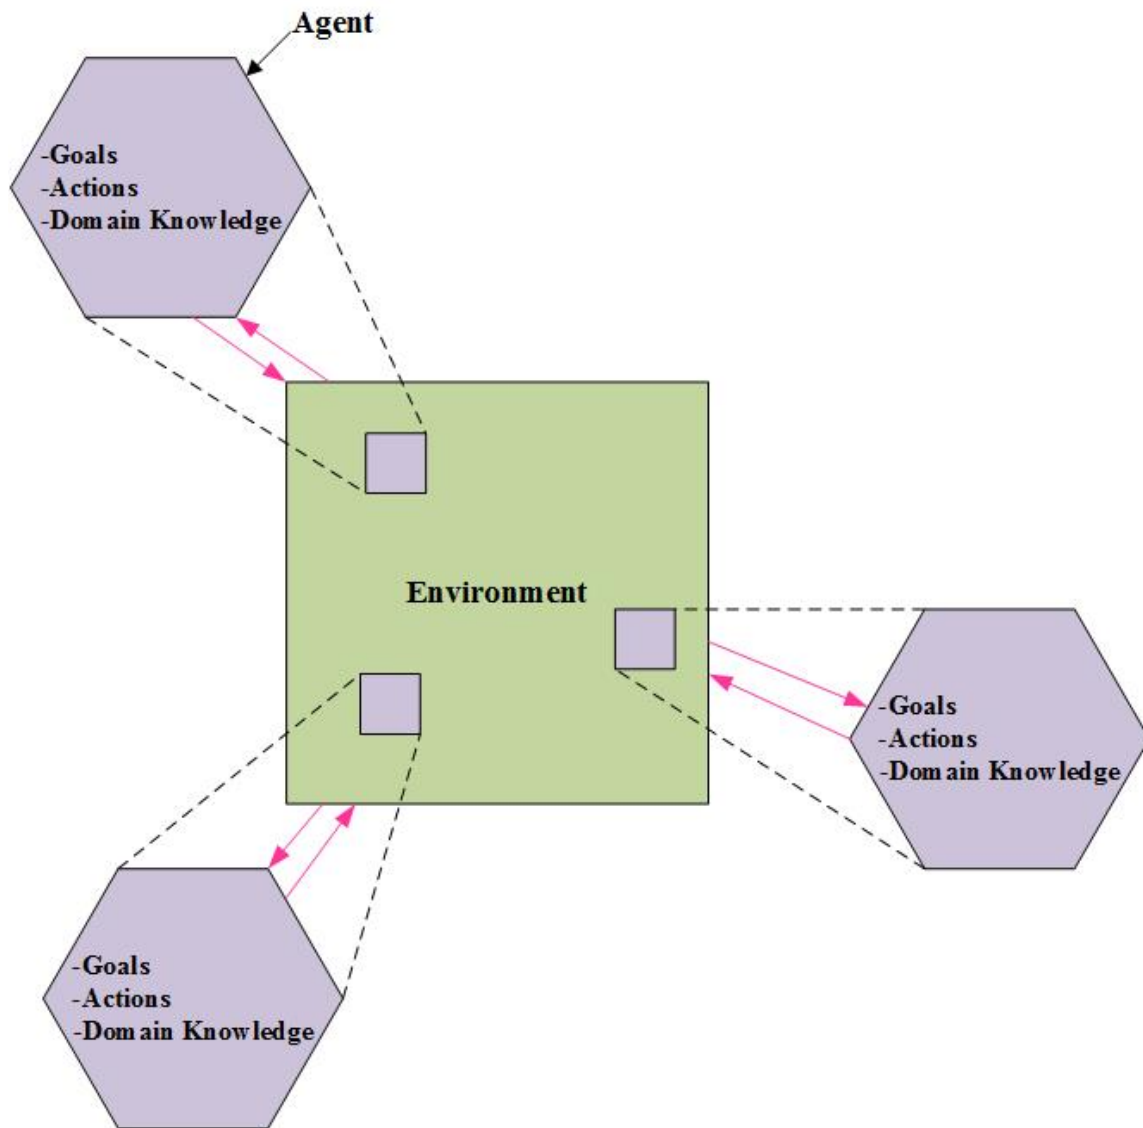 Agent
-Goals
-Actions
-Domain Knowledge
Environment
-Goals
-Actions
-Domain Knowledge
-Goals
-Actions
-Domain Knowledge